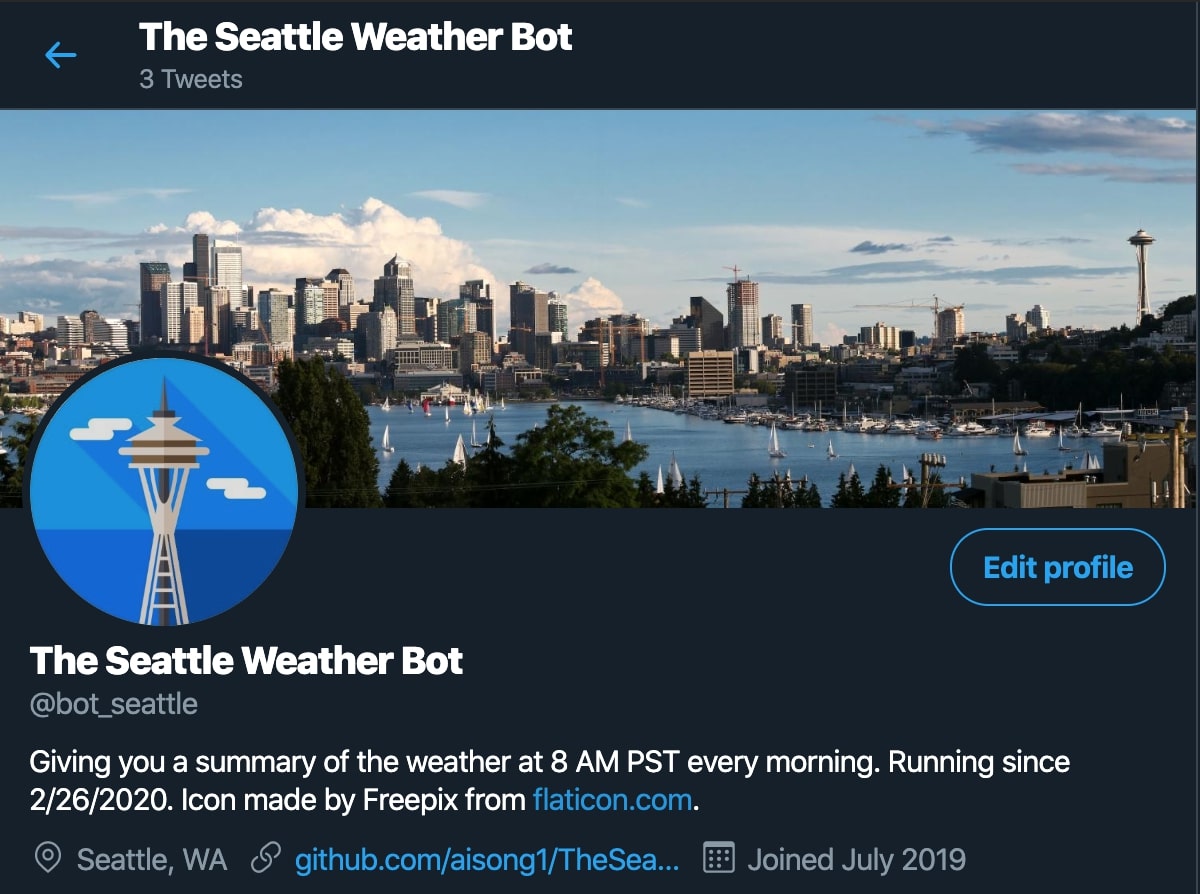 The Seattle Weather Bot
3 Tweets
Edit profile
The Seattle Weather Bot
@bot_seattle
Giving you a summary of the weather at 8 AM PST every morning. Running since
2/26/2020. Icon made by Freepix from flaticon.com.
Seattle, WA github.com/aisong1/TheSea... Joined July 2019